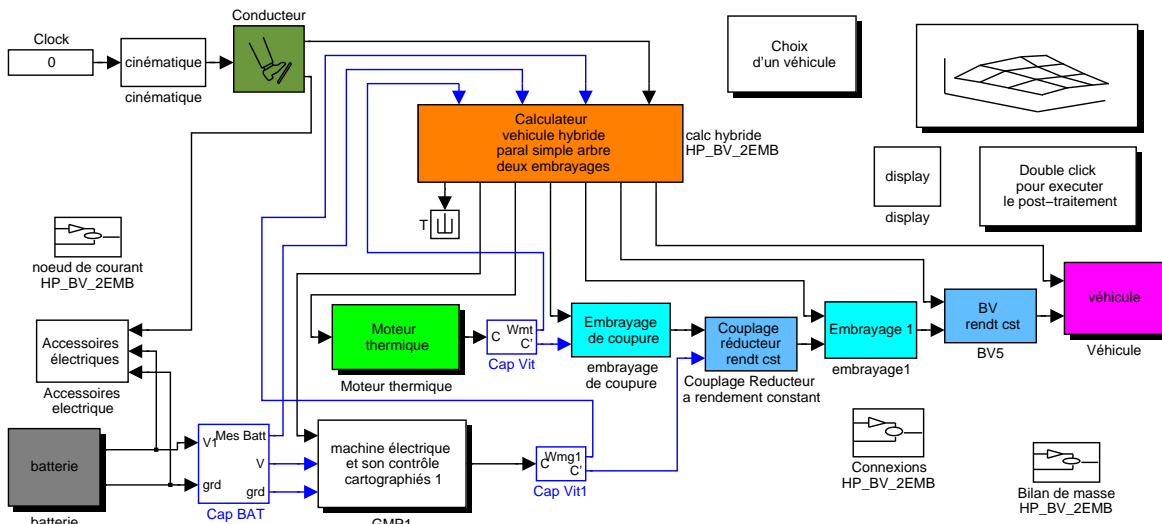 Conducteur
Clock
0
cinématique
cinématique
Choix
d'un véhicule
Calculateur
vehicule hybride
paral simple arbre
deux embrayages
calc hybride
HP_BV_2EMB
display
display
Double click
pour executer
le post−traitement
T
noeud de courant
HP_BV_2EMB
Moteur
thermique
Moteur thermique
C
Wmt
C'
Cap Vit
Embrayage
de coupure
embrayage
de coupure
Couplage
réducteur
rendt cst
Couplage Reducteur
a rendement constant
Embrayage 1
embrayage1
BV
rendt cst
BV5
véhicule
Véhicule
Accessoires
électriques
Accessoires
electrique
batterie
batterie
V1
grd
Mes Batt
V
grd
Cap BAT
machine électrique
et son contrôle
cartographiés 1
GMP1
C
Wmg1
C'
Cap Vit1
Connexions
HP_BV_2EMB
Bilan de masse
HP_BV_2EMB